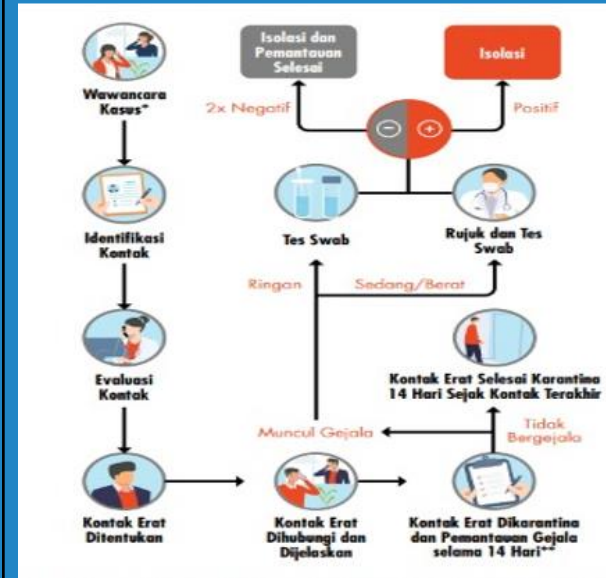 Wawancara
Kasus*
Identifikasi
Kontak
Evaluasi
Kontak
Kontak Erat
Ditentukan
Kontak Erat
Dihubungi dan
Dijelaskan
Kontak Erat Dikarantina
dan Pemantauan Gejala
selama 14 Hari**
Tidak
Bergejala
Kontak Erat Selesai Karantina
14 Hari Sejak Kontak Terakhir
Muncul Gejala
Ringan
Sedang/Berat
Tes Swab
Rujuk dan Tes
Swab
2x Negatif
Positif
Isolasi dan
Pemantauan
Selesai
Isolasi